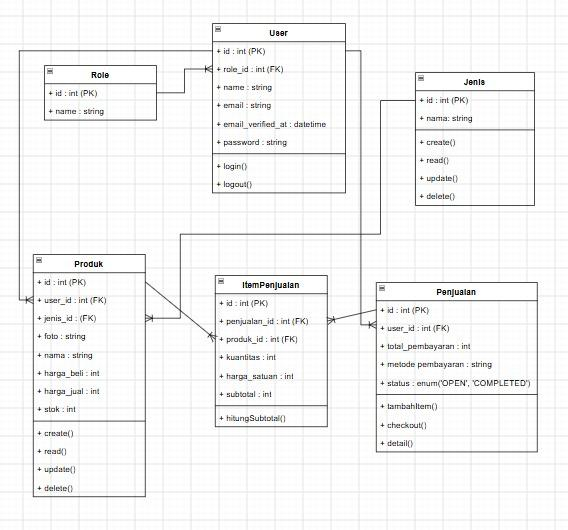 User
+ id : int (PK)
+ role_id : int (FK)
+ name : string
+ email : string
+ email_verified_at : datetime
+ password : string
+ login()
+ logout()
Role
+ id : int (PK)
+ name : string
Jenis
+ id : int (PK)
+ nama: string
+ create()
+ read()
+ update()
+ delete()
Produk
+ id : int (PK)
+ user_id : int (FK)
+ jenis_id : (FK)
+ foto : string
+ nama : string
+ harga_beli : int
+ harga_jual : int
+ stok : int
+ create()
+ read()
+ update()
+ delete()
ItemPenjualan
+ id : int (PK)
+ penjualan_id : int (FK)
+ produk_id : int (FK)
+ kuantitas : int
+ harga_satuan : int
+ subtotal : int
+ hitungSubtotal()
Penjualan
+ id : int (PK)
+ user_id : int (FK)
+ total_pembayaran : int
+ metode pembayaran : string
+ status : enum('OPEN', 'COMPLETED')
+ tambahItem()
+ checkout()
+ detail()